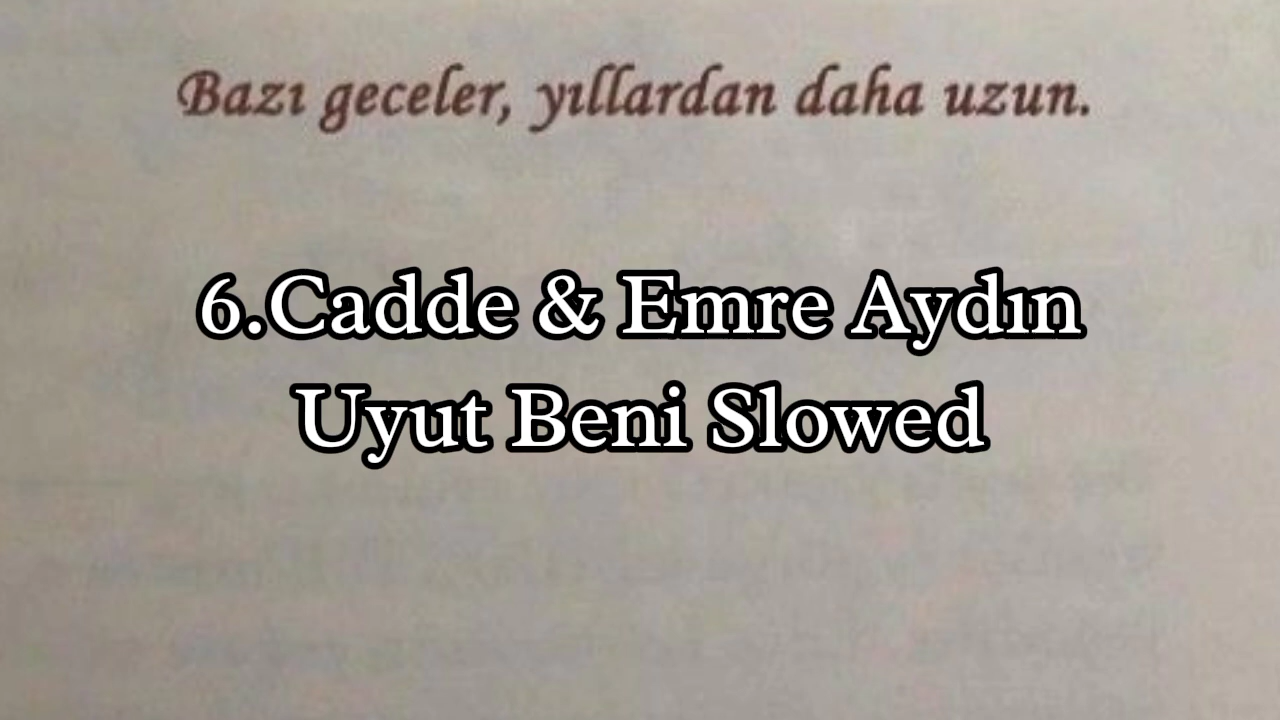 Bazı geceler, yıllardan daha uzun.
6.Cadde & Emre Aydın
Uyut Beni Slowed